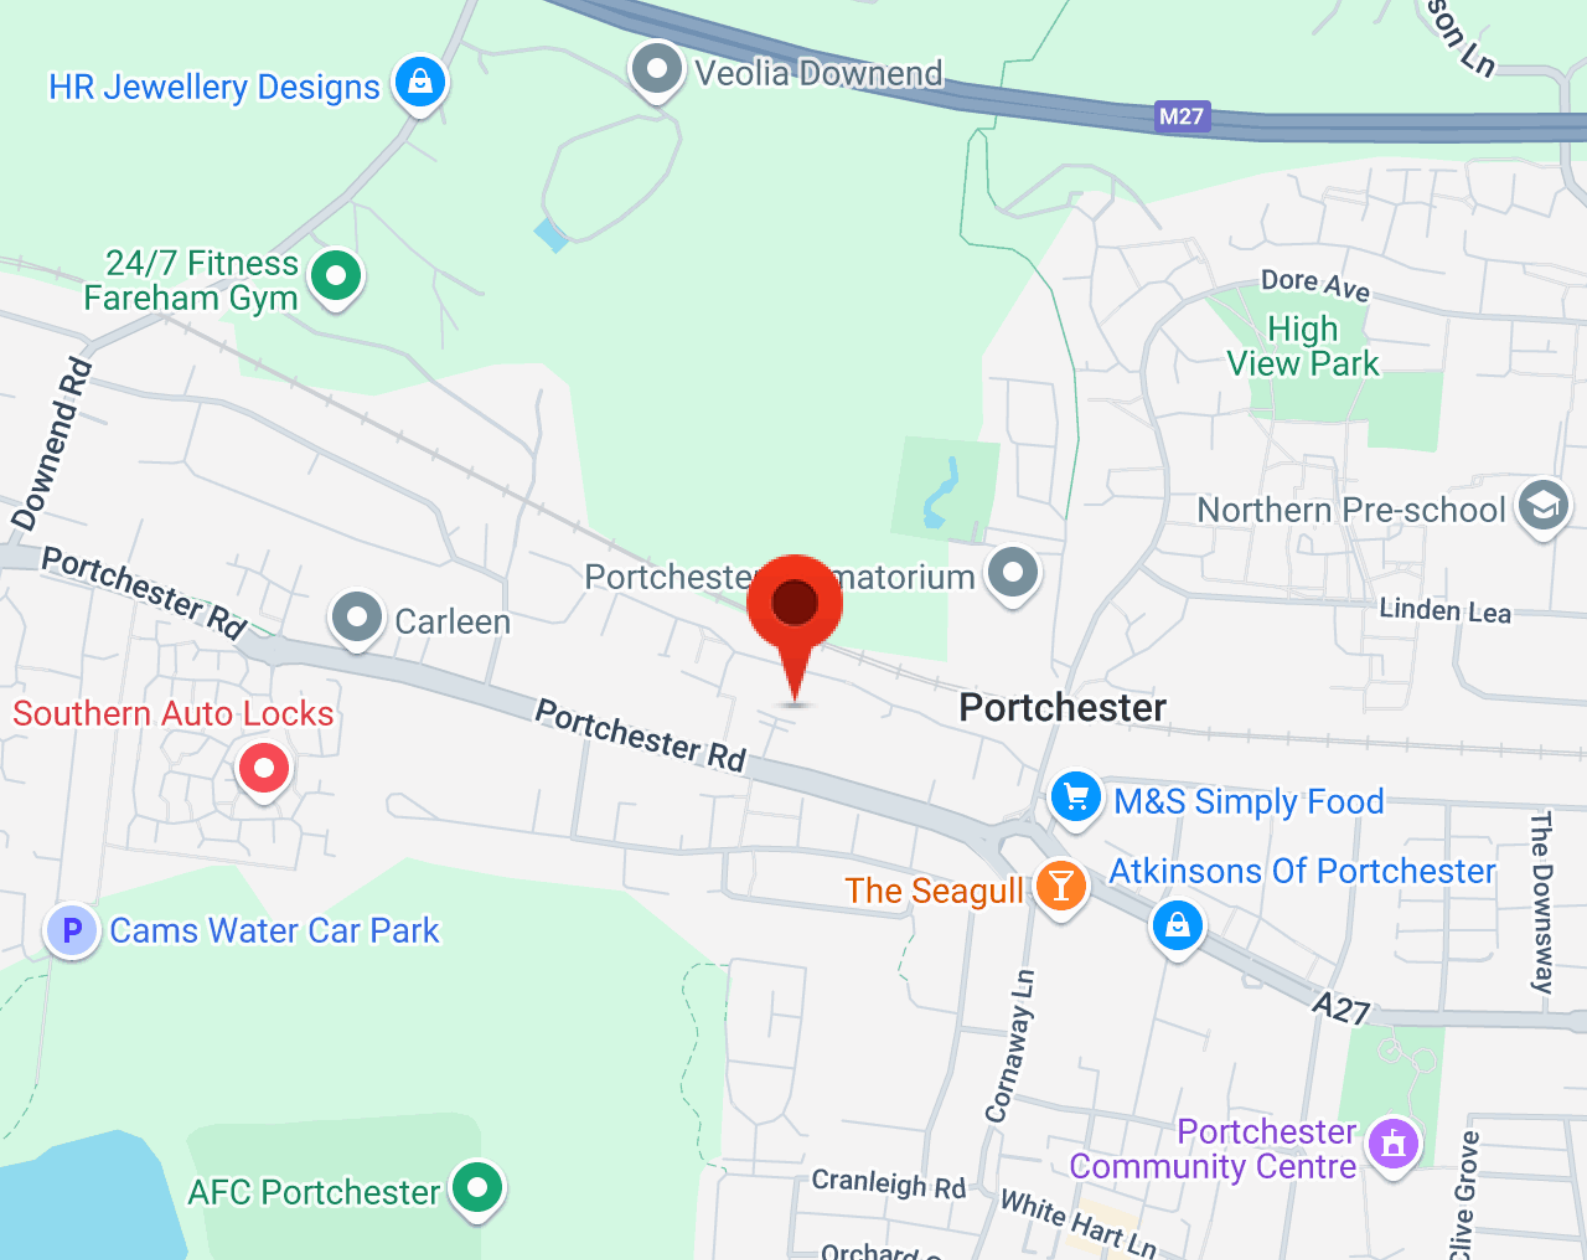 son Ln
HR Jewellery Designs
Veolia Downend
M27
24/7 Fitness
Fareham Gym
Dore Ave
High
View Park
Downend Rd
Northern Pre-school
Portchester Rd
Portcheste matorium
Linden Lea
Carleen
Southern Auto Locks
Portchester Rd
Portchester
M&S Simply Food
The Downsway
Atkinsons Of Portchester
The Seagull
P
Cams Water Car Park
A27
Cornaway Ln
Portchester
Community Centre
AFC Portchester
Cranleigh Rd
White Hart Ln
Clive Grove
Orchard